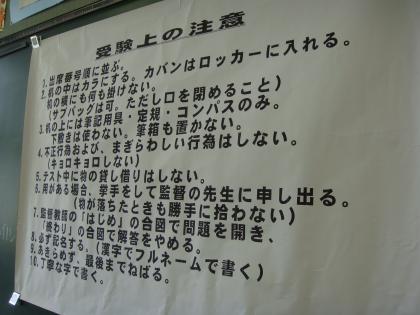 受験上の注意
1. 出席番号順に並ぶ。
2. 机の中はカラにする。カバンはロッカーに入れる。
机の横にも何も掛けない。
(サブバッグは可。ただし口を閉めること)
3. 机の上には筆記用具・定規・コンパスのみ。
下敷きは使わない。筆箱も置かない。
4. 不正行為および、まぎらわしい行為はしない。
(キョロキョロしない)
5. テスト中に物の貸し借りはしない。
6. 用がある場合、挙手をして監督の先生に申し出る。
(物が落ちたときも勝手に拾わない)
7. 監督教師の「はじめ」の合図で問題を開き、
「終わり」の合図で解答をやめる。
8. 必ず記名する。(漢字でフルネームで書く)
9. あきらめず、最後までねばる。
10. 丁寧な字で書く。